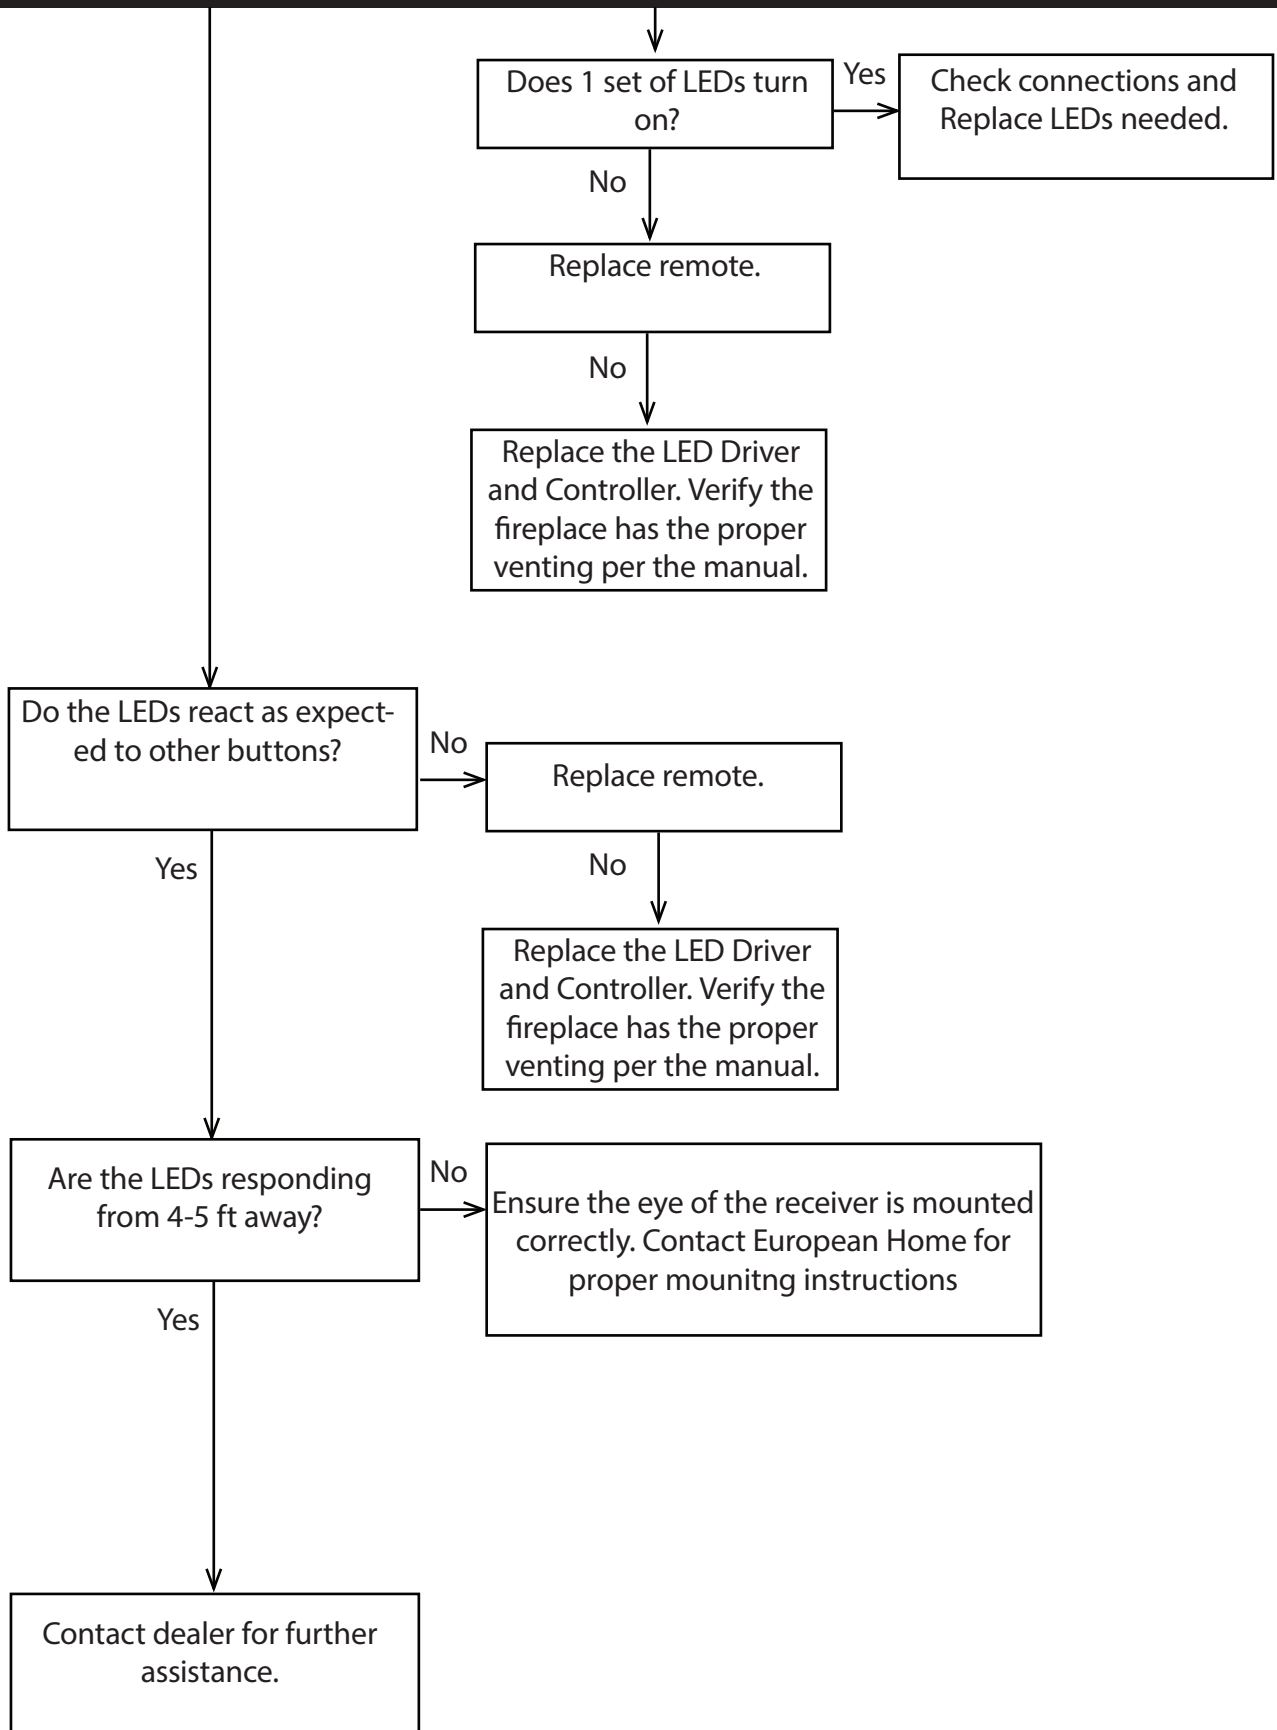 Does 1 set of LEDs turn
on?
Yes
Check connections and
Replace LEDs needed.
No
Replace remote.
No
Replace the LED Driver
and Controller. Verify the
fireplace has the proper
venting per the manual.
Do the LEDs react as expect-
ed to other buttons?
No
Replace remote.
Yes
No
Replace the LED Driver
and Controller. Verify the
fireplace has the proper
venting per the manual.
Are the LEDs responding
from 4-5 ft away?
No
Ensure the eye of the receiver is mounted
correctly. Contact European Home for
proper mounitng instructions
Yes
Contact dealer for further
assistance.